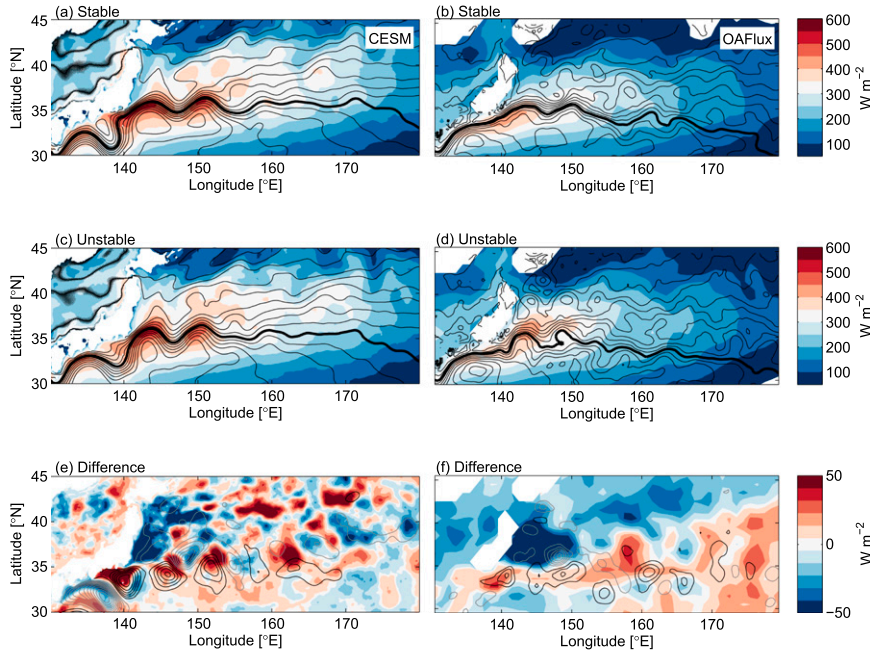 (a) Stable
(b) Stable
CESM
OAFlux
45
40
35
30
Latitude [°N]
140 150 160 170
Longitude [°E]
140 150 160 170
Longitude [°E]
600
500
400
300
200
100
W m−2
(c) Unstable
(d) Unstable
45
40
35
30
Latitude [°N]
140 150 160 170
Longitude [°E]
140 150 160 170
Longitude [°E]
600
500
400
300
200
100
W m−2
(e) Difference
(f) Difference
45
40
35
30
Latitude [°N]
140 150 160 170
Longitude [°E]
140 150 160 170
Longitude [°E]
50
0
−50
W m−2